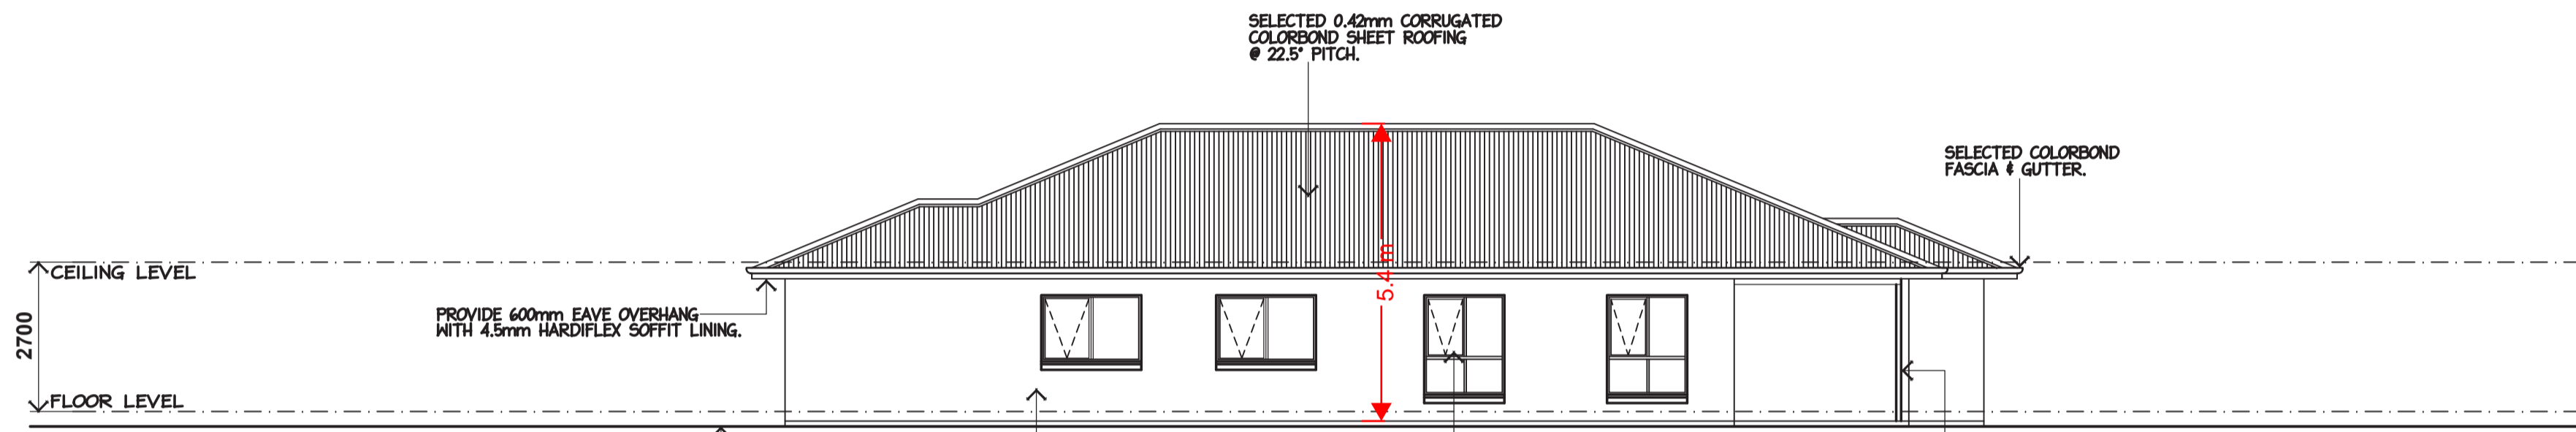 SELECTED 0.42mm CORRUGATED
COLORBOND SHEET ROOFING
@ 22.5° PITCH.
SELECTED COLORBOND
FASCIA & GUTTER.
CEILING LEVEL
PROVIDE 600mm EAVE OVERHANG
WITH 4.5mm HARDIFLEX SOFFIT LINING.
5.4 m
2700
FLOOR LEVEL